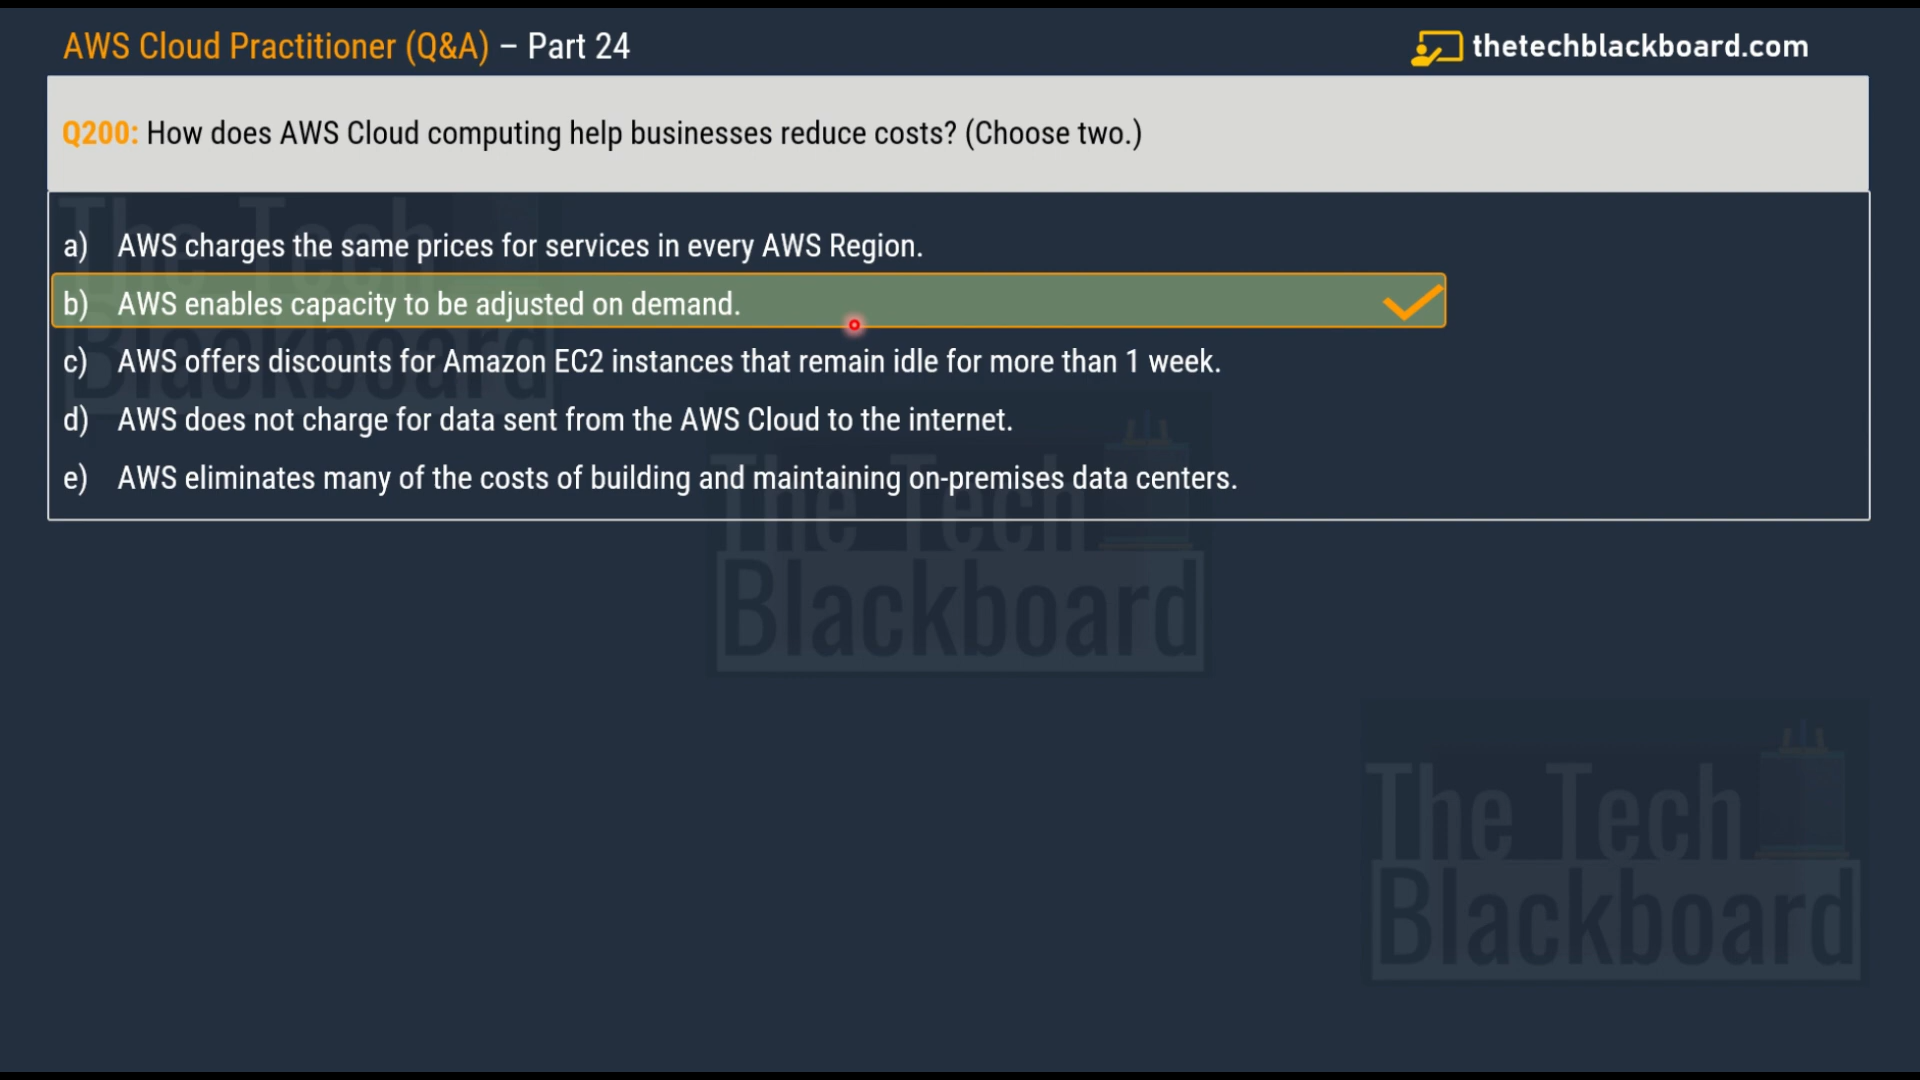 AWS Cloud Practitioner (Q&A) – Part 24
thetechblackboard.com
Q200: How does AWS Cloud computing help businesses reduce costs? (Choose two.)
a) AWS charges the same prices for services in every AWS Region.
b) AWS enables capacity to be adjusted on demand.
c) AWS offers discounts for Amazon EC2 instances that remain idle for more than 1 week.
d) AWS does not charge for data sent from the AWS Cloud to the internet.
e) AWS eliminates many of the costs of building and maintaining on-premises data centers.
The Tech
Blackboard
The Tech
Blackboard
The Tech
Blackboard